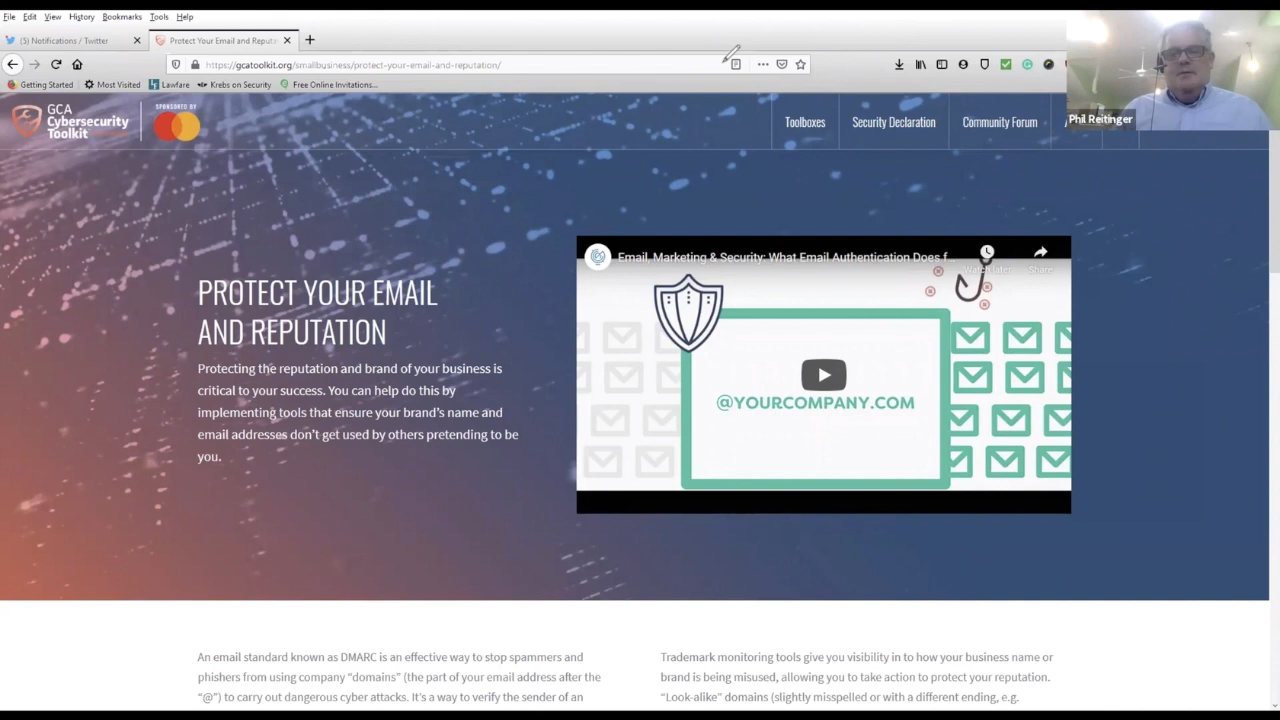 File Edit View History Bookmarks Tools Help
(5) Notifications / Twitter
Protect Your Email and Reputa
https://gcatoolkit.org/smallbusiness/protect-your-email-and-reputation/
Getting Started Most Visited Lawfare Krebs on Security Free Online Invitations...
Phil Reitinger
GCA
Cybersecurity
Toolkit
SPONSORED BY
Toolboxes Security Declaration Community Forum
Email, Marketing & Security: What Email Authentication Does f...
Watch later Share
@YOURCOMPANY.COM
PROTECT YOUR EMAIL
AND REPUTATION
Protecting the reputation and brand of your business is
critical to your success. You can help do this by
implementing tools that ensure your brand's name and
email addresses don't get used by others pretending to be
you.
An email standard known as DMARC is an effective way to stop spammers and
phishers from using company “domains” (the part of your email address after the
“@”) to carry out dangerous cyber attacks. It's a way to verify the sender of an
Trademark monitoring tools give you visibility in to how your business name or
brand is being misused, allowing you to take action to protect your reputation.
“Look-alike” domains (slightly misspelled or with a different ending, e.g.